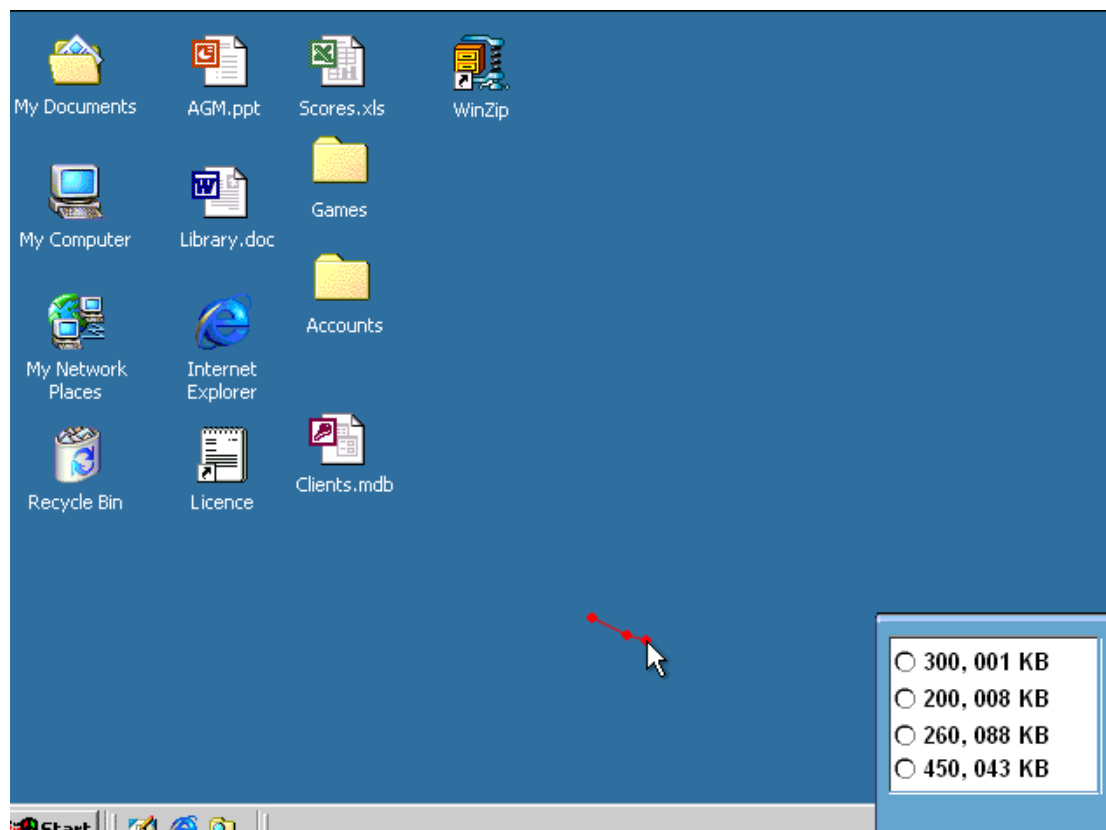 My Documents
AGM.ppt
Scores.xls
WinZip
Games
My Computer
Library.doc
Accounts
My Network
Places
Internet
Explorer
Clients.mdb
Recycle Bin
Licence
300, 001 KB
200, 008 KB
260, 088 KB
450, 043 KB
Start